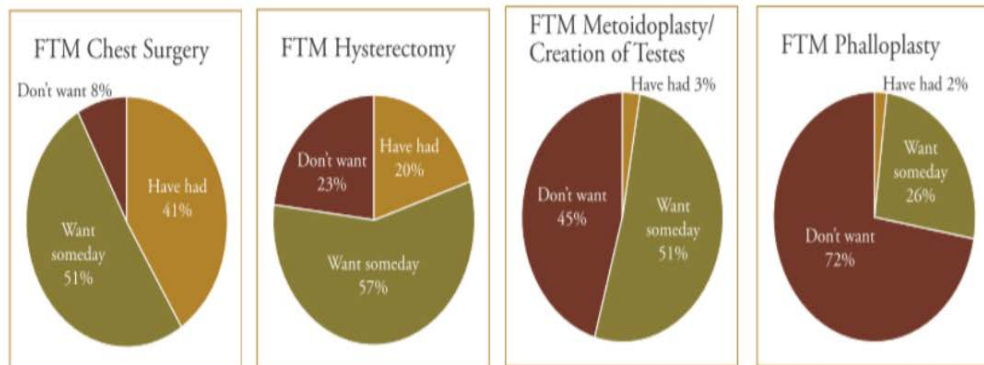 FTM Chest Surgery
Don't want 8%
Have had
41%
Want
someday
51%
FTM Hysterectomy
Don't want
23%
Have had
20%
Want someday
57%
FTM Metoidoplasty/
Creation of Testes
Have had 3%
Don't want
45%
Want
someday
51%
FTM Phalloplasty
Have had 2%
Want
someday
26%
Don't want
72%